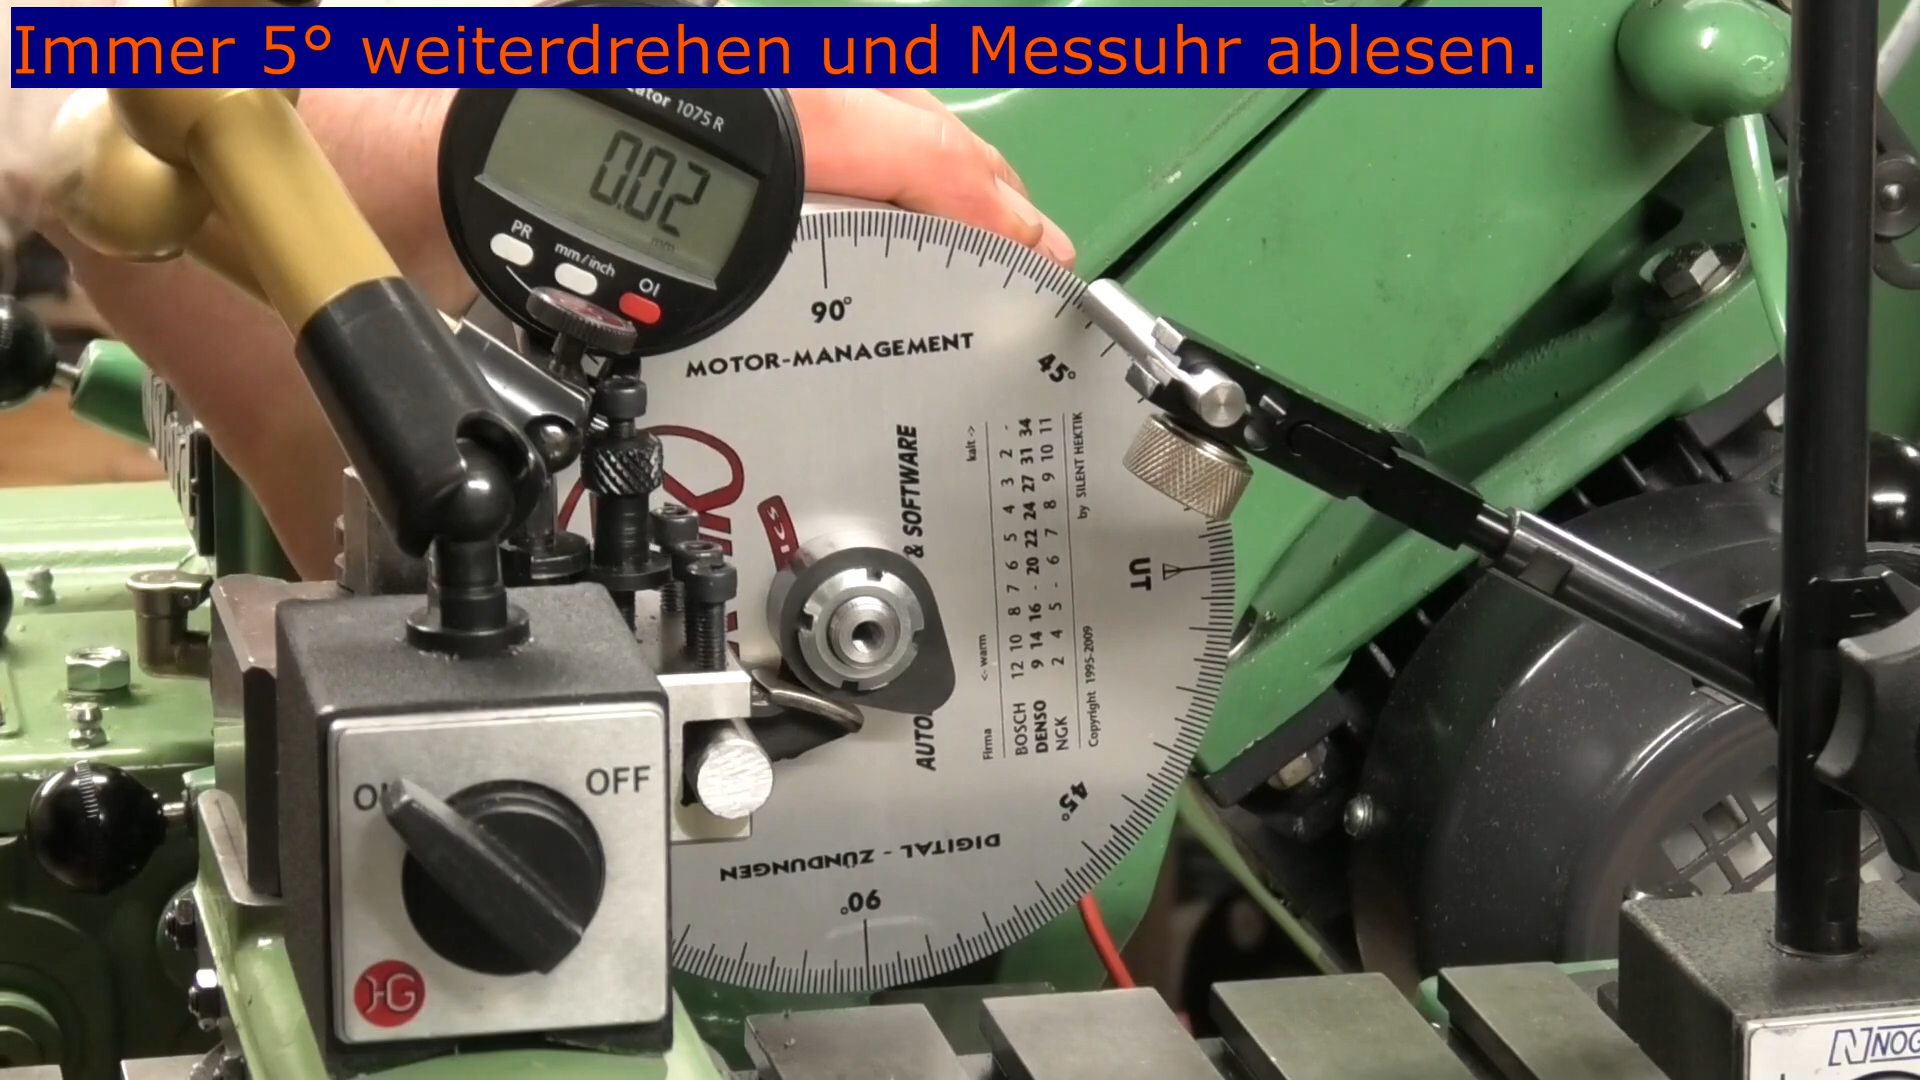 Immer 5° weiterdrehen und Messuhr ablesen.
1075 R
0.02
mm
PR
mm/inch
90°
MOTOR-MANAGEMENT
45°
& SOFTWARE
kalt ->
<- warm
Firma
BOSCH 12 10 8 7 6 5 4 3 2 -
DENSO 9 14 16 - 20 22 24 27 31 34
NGK 2 4 5 - 6 7 8 9 10 11
Copyright 1995-2009 by SILENT HEKTIK
UT
ICS
45°
DIGITAL - ZÜNDUNGEN
90°
OFF
HG